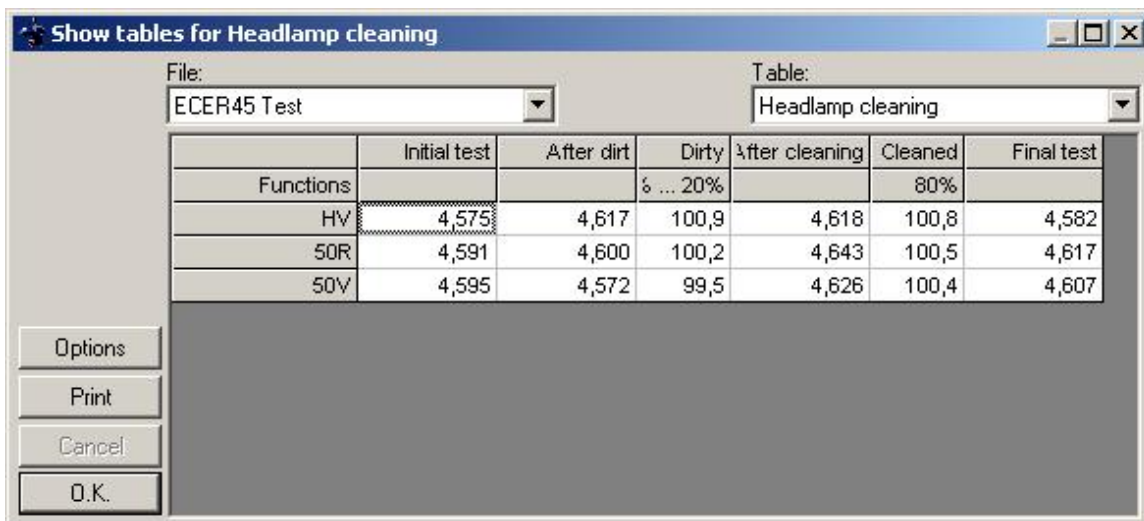 Show tables for Headlamp cleaning
File: Table:
ECER45 Test Headlamp cleaning
Initial test After dirt Dirty After cleaning Cleaned Final test
Functions ... 20% 80%
HV 4,575 4,617 100,9 4,618 100,8 4,582
50R 4,591 4,600 100,2 4,643 100,5 4,617
50V 4,595 4,572 99,5 4,626 100,4 4,607
Options
Print
Cancel
O.K.